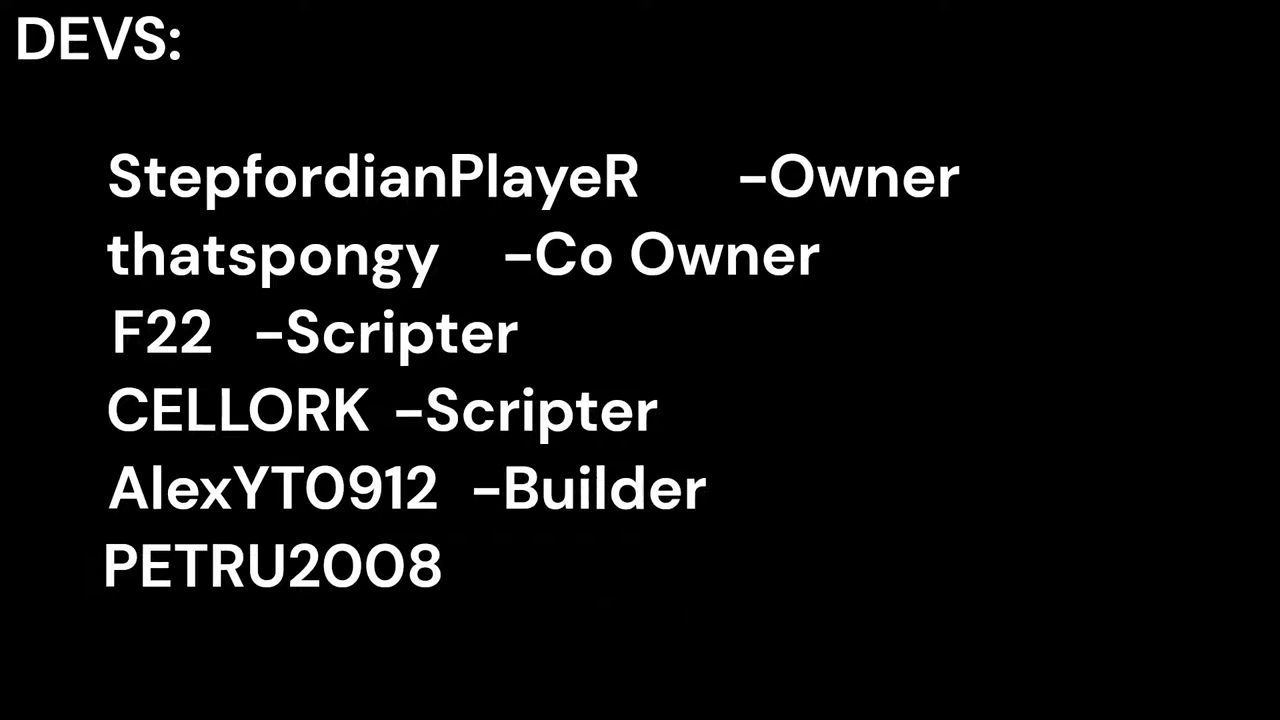 DEVS:
StepfordianPlayeR -Owner
thatspongy -Co Owner
F22 -Scripter
CELLORK -Scripter
AlexYT0912 -Builder
PETRU2008